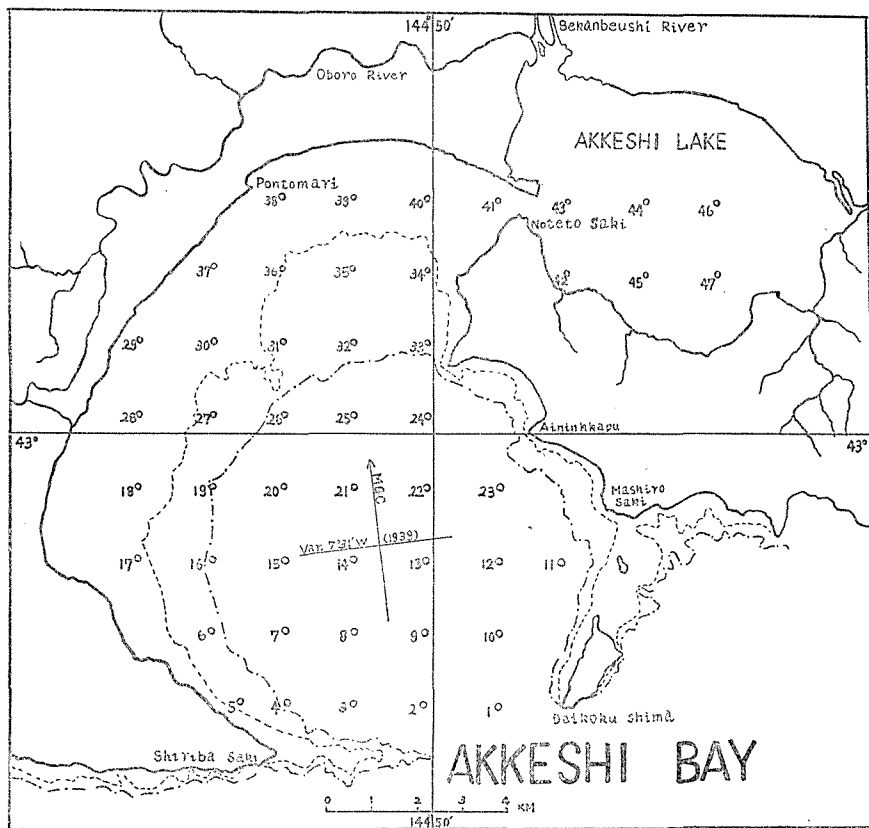 144°50'
Bekanbeushi River
Oboro River
AKKESHI LAKE
Pontomari
38° 39° 40° 41° 43° 44° 46°
Noteto Saki
37° 36° 35° 34° 42° 45° 47°
29° 30° 31° 32° 33°
28° 27° 26° 25° 24°
Aininhkapu
43° 43°
18° 19° 20° 21° 22° 23°
MGC
Mashiro
Saki
Var. 7°31'W (1939)
17° 16° 15° 14° 13° 12° 11°
6° 7° 8° 9° 10°
5° 4° 3° 2° 1°
Daikoku Shima
Shiriba Saki
AKKESHI BAY
0 1 2 3 4 KM
144°50'